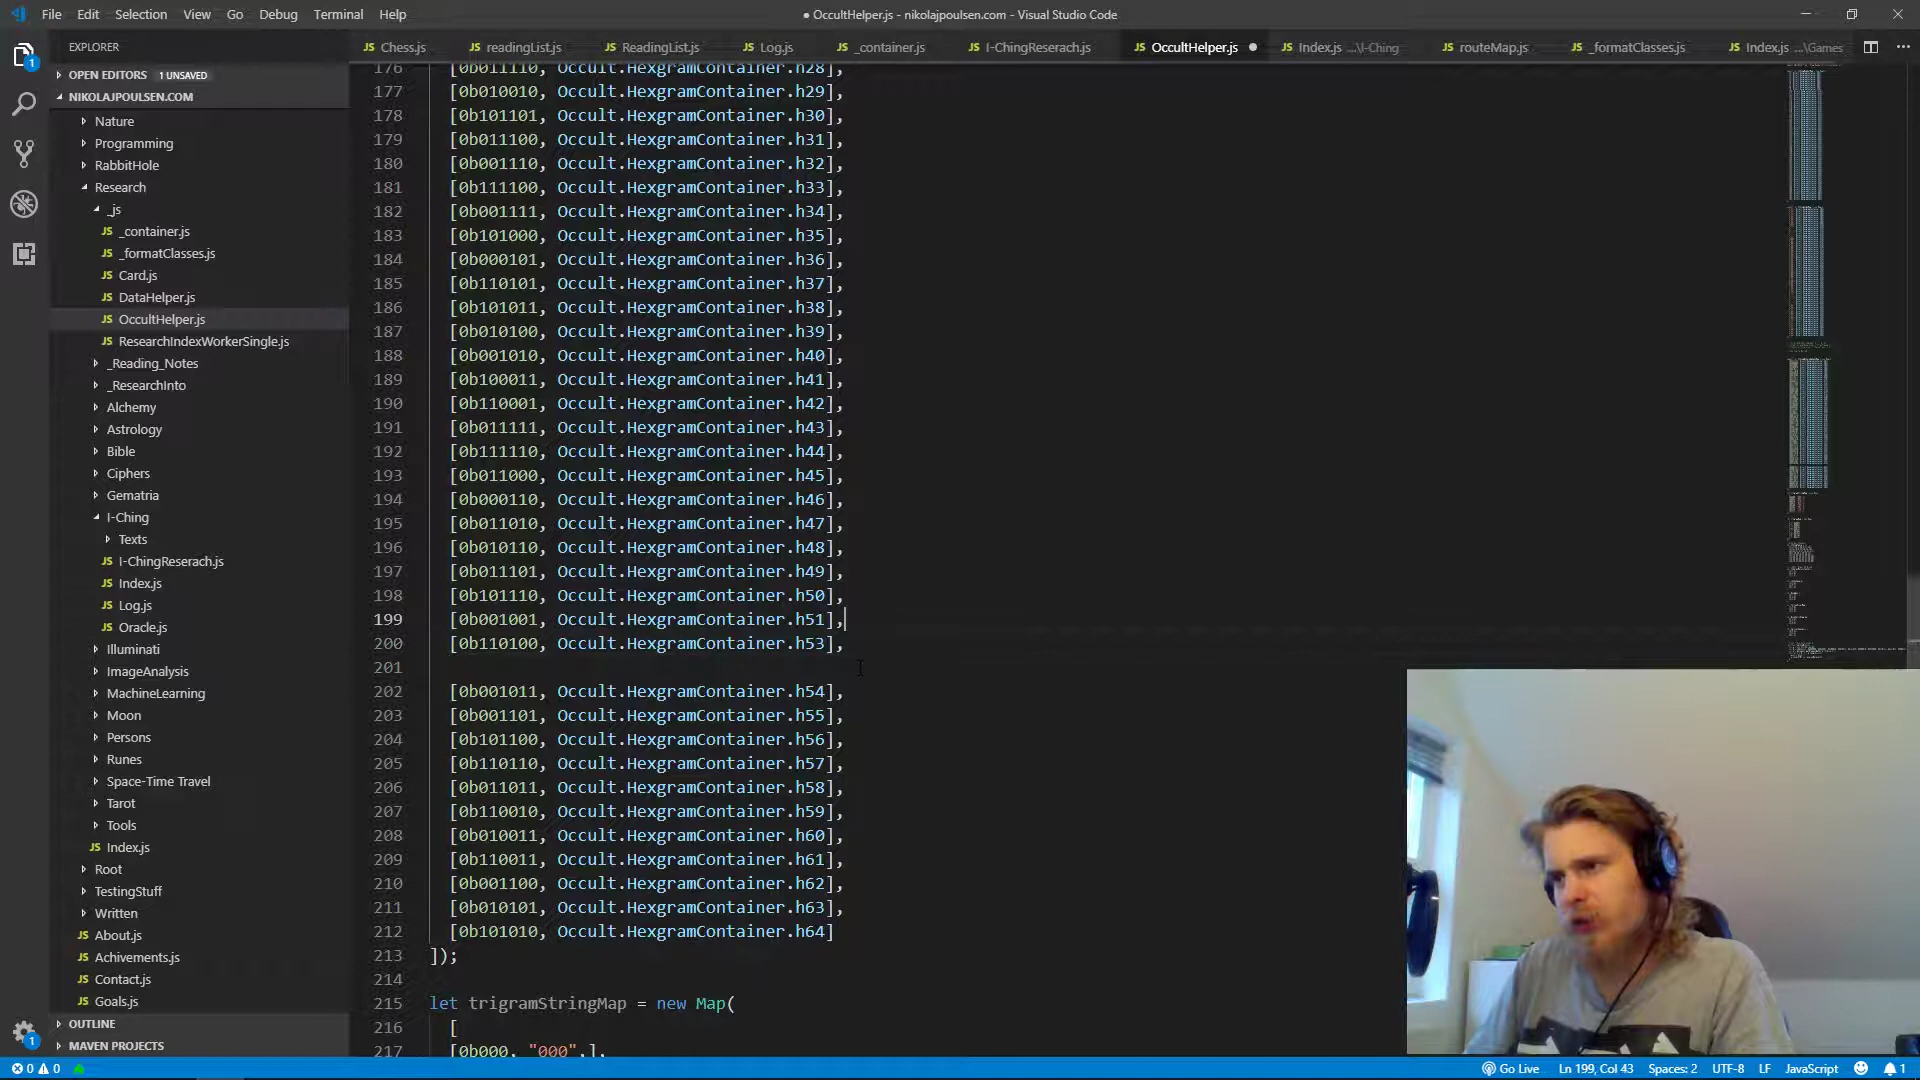 File Edit Selection View Go Debug Terminal Help
● OccultHelper.js - nikolajpoulsen.com - Visual Studio Code
EXPLORER
Chess.js readingList.js ReadingList.js Log.js _container.js I-ChingReserach.js OccultHelper.js Index.js ...\I-Ching routeMap.js _formatClasses.js Index.js ...\Games
OPEN EDITORS 1 UNSAVED
NIKOLAJPOULSEN.COM
Nature
Programming
RabbitHole
Research
_js
_container.js
_formatClasses.js
Card.js
DataHelper.js
OccultHelper.js
ResearchIndexWorkerSingle.js
_Reading_Notes
_ResearchInto
Alchemy
Astrology
Bible
Ciphers
Gematria
I-Ching
Texts
I-ChingReserach.js
Index.js
Log.js
Oracle.js
Illuminati
ImageAnalysis
MachineLearning
Moon
Persons
Runes
Space-Time Travel
Tarot
Tools
Index.js
Root
TestingStuff
Written
About.js
Achivements.js
Contact.js
Goals.js
OUTLINE
MAVEN PROJECTS
176 [0b011110, Occult.HexgramContainer.h28],
177 [0b010010, Occult.HexgramContainer.h29],
178 [0b101101, Occult.HexgramContainer.h30],
179 [0b011100, Occult.HexgramContainer.h31],
180 [0b001110, Occult.HexgramContainer.h32],
181 [0b111100, Occult.HexgramContainer.h33],
182 [0b001111, Occult.HexgramContainer.h34],
183 [0b101000, Occult.HexgramContainer.h35],
184 [0b000101, Occult.HexgramContainer.h36],
185 [0b110101, Occult.HexgramContainer.h37],
186 [0b101011, Occult.HexgramContainer.h38],
187 [0b010100, Occult.HexgramContainer.h39],
188 [0b001010, Occult.HexgramContainer.h40],
189 [0b100011, Occult.HexgramContainer.h41],
190 [0b110001, Occult.HexgramContainer.h42],
191 [0b011111, Occult.HexgramContainer.h43],
192 [0b111110, Occult.HexgramContainer.h44],
193 [0b011000, Occult.HexgramContainer.h45],
194 [0b000110, Occult.HexgramContainer.h46],
195 [0b011010, Occult.HexgramContainer.h47],
196 [0b010110, Occult.HexgramContainer.h48],
197 [0b011101, Occult.HexgramContainer.h49],
198 [0b101110, Occult.HexgramContainer.h50],
199 [0b001001, Occult.HexgramContainer.h51],
200 [0b110100, Occult.HexgramContainer.h53],
201
202 [0b001011, Occult.HexgramContainer.h54],
203 [0b001101, Occult.HexgramContainer.h55],
204 [0b101100, Occult.HexgramContainer.h56],
205 [0b110110, Occult.HexgramContainer.h57],
206 [0b011011, Occult.HexgramContainer.h58],
207 [0b110010, Occult.HexgramContainer.h59],
208 [0b010011, Occult.HexgramContainer.h60],
209 [0b110011, Occult.HexgramContainer.h61],
210 [0b001100, Occult.HexgramContainer.h62],
211 [0b010101, Occult.HexgramContainer.h63],
212 [0b101010, Occult.HexgramContainer.h64]
213 ]);
214
215 let trigramStringMap = new Map(
216 [
217 [0b000, "000",],
0 0 Go Live Ln 199, Col 43 Spaces: 2 UTF-8 LF JavaScript 1